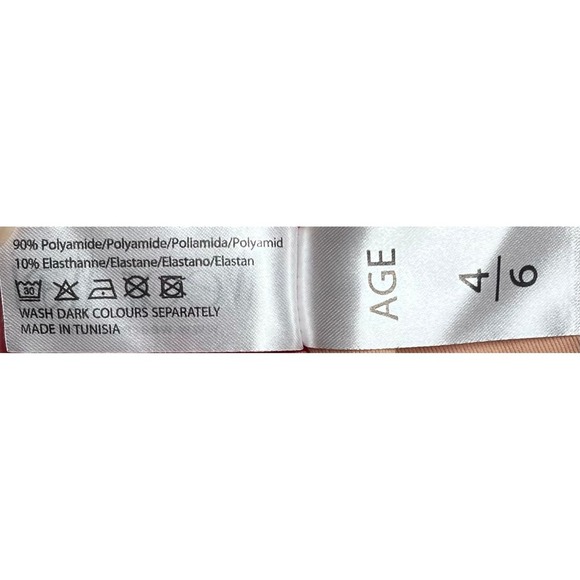 90% Polyamide/Polyamide/Poliamida/Polyamid
10% Elasthanne/Elastane/Elastano/Elastan
30
WASH DARK COLOURS SEPARATELY
MADE IN TUNISIA
AGE
4/6